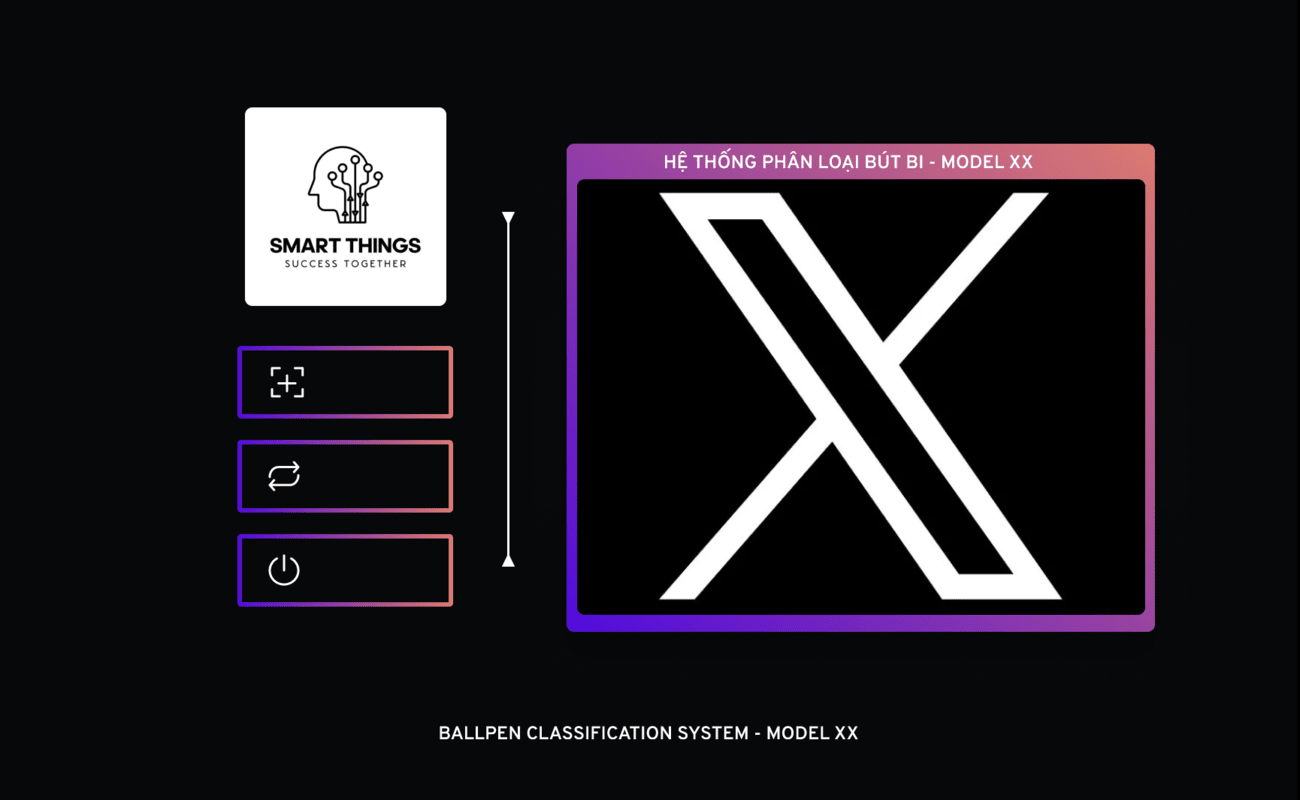 SMART THINGS
SUCCESS TOGETHER
HỆ THỐNG PHÂN LOẠI BÚT BI - MODEL XX
BALLPEN CLASSIFICATION SYSTEM - MODEL XX